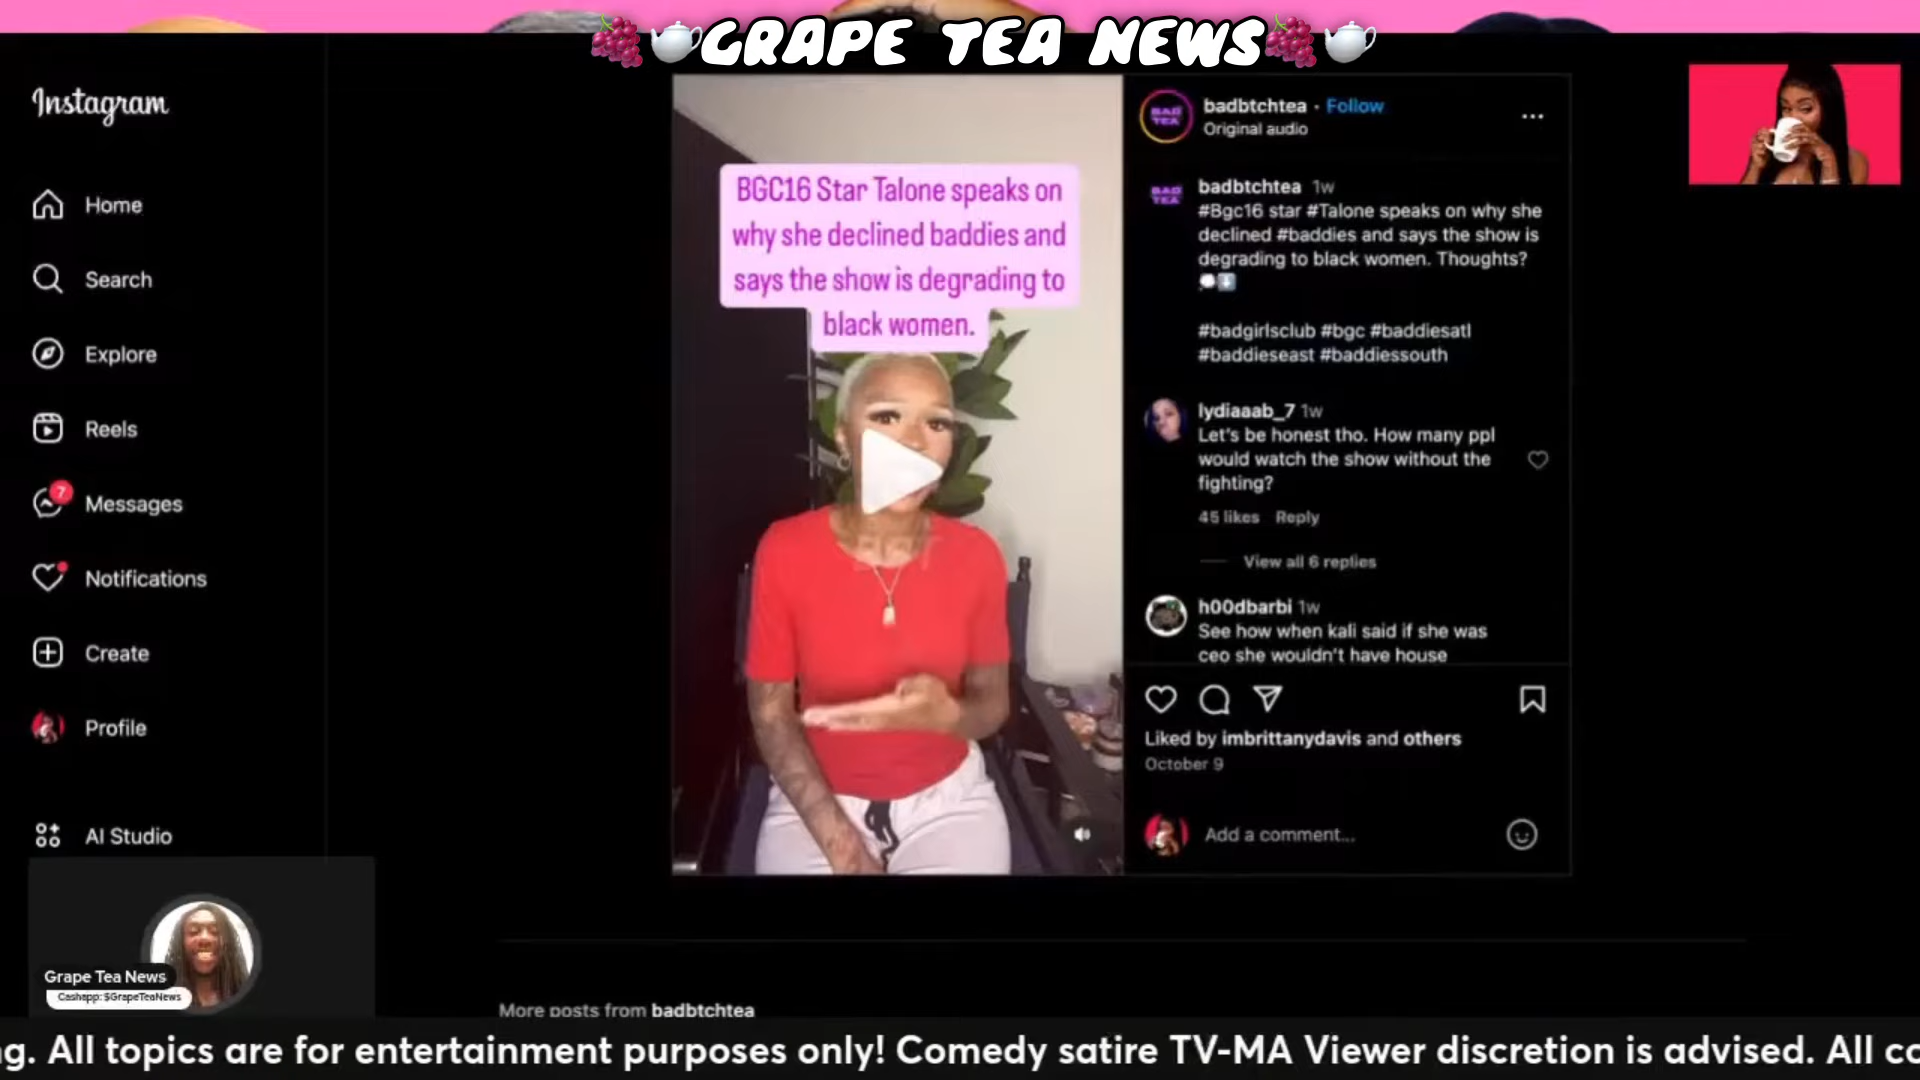 GRAPE TEA NEWS
Instagram
Home
Search
Explore
Reels
7
Messages
Notifications
Create
Profile
AI Studio
BGC16 Star Talone speaks on
why she declined baddies and
says the show is degrading to
black women.
BAD
TEA
badbtchtea • Follow
Original audio
BAD
TEA
badbtchtea 1w
#Bgc16 star #Talone speaks on why she
declined #baddies and says the show is
degrading to black women. Thoughts?
#badgirlsclub #bgc #baddiesatl
#baddieseast #baddiessouth
lydiaaab_7 1w
Let's be honest tho. How many ppl
would watch the show without the
fighting?
45 likes Reply
View all 6 replies
h00dbarbi 1w
See how when kali said if she was
ceo she wouldn't have house
Liked by imbrittanydavis and others
October 9
Add a comment...
Grape Tea News
Cashapp: $GrapeTeaNews
More posts from badbtchtea
g. All topics are for entertainment purposes only! Comedy satire TV-MA Viewer discretion is advised. All co